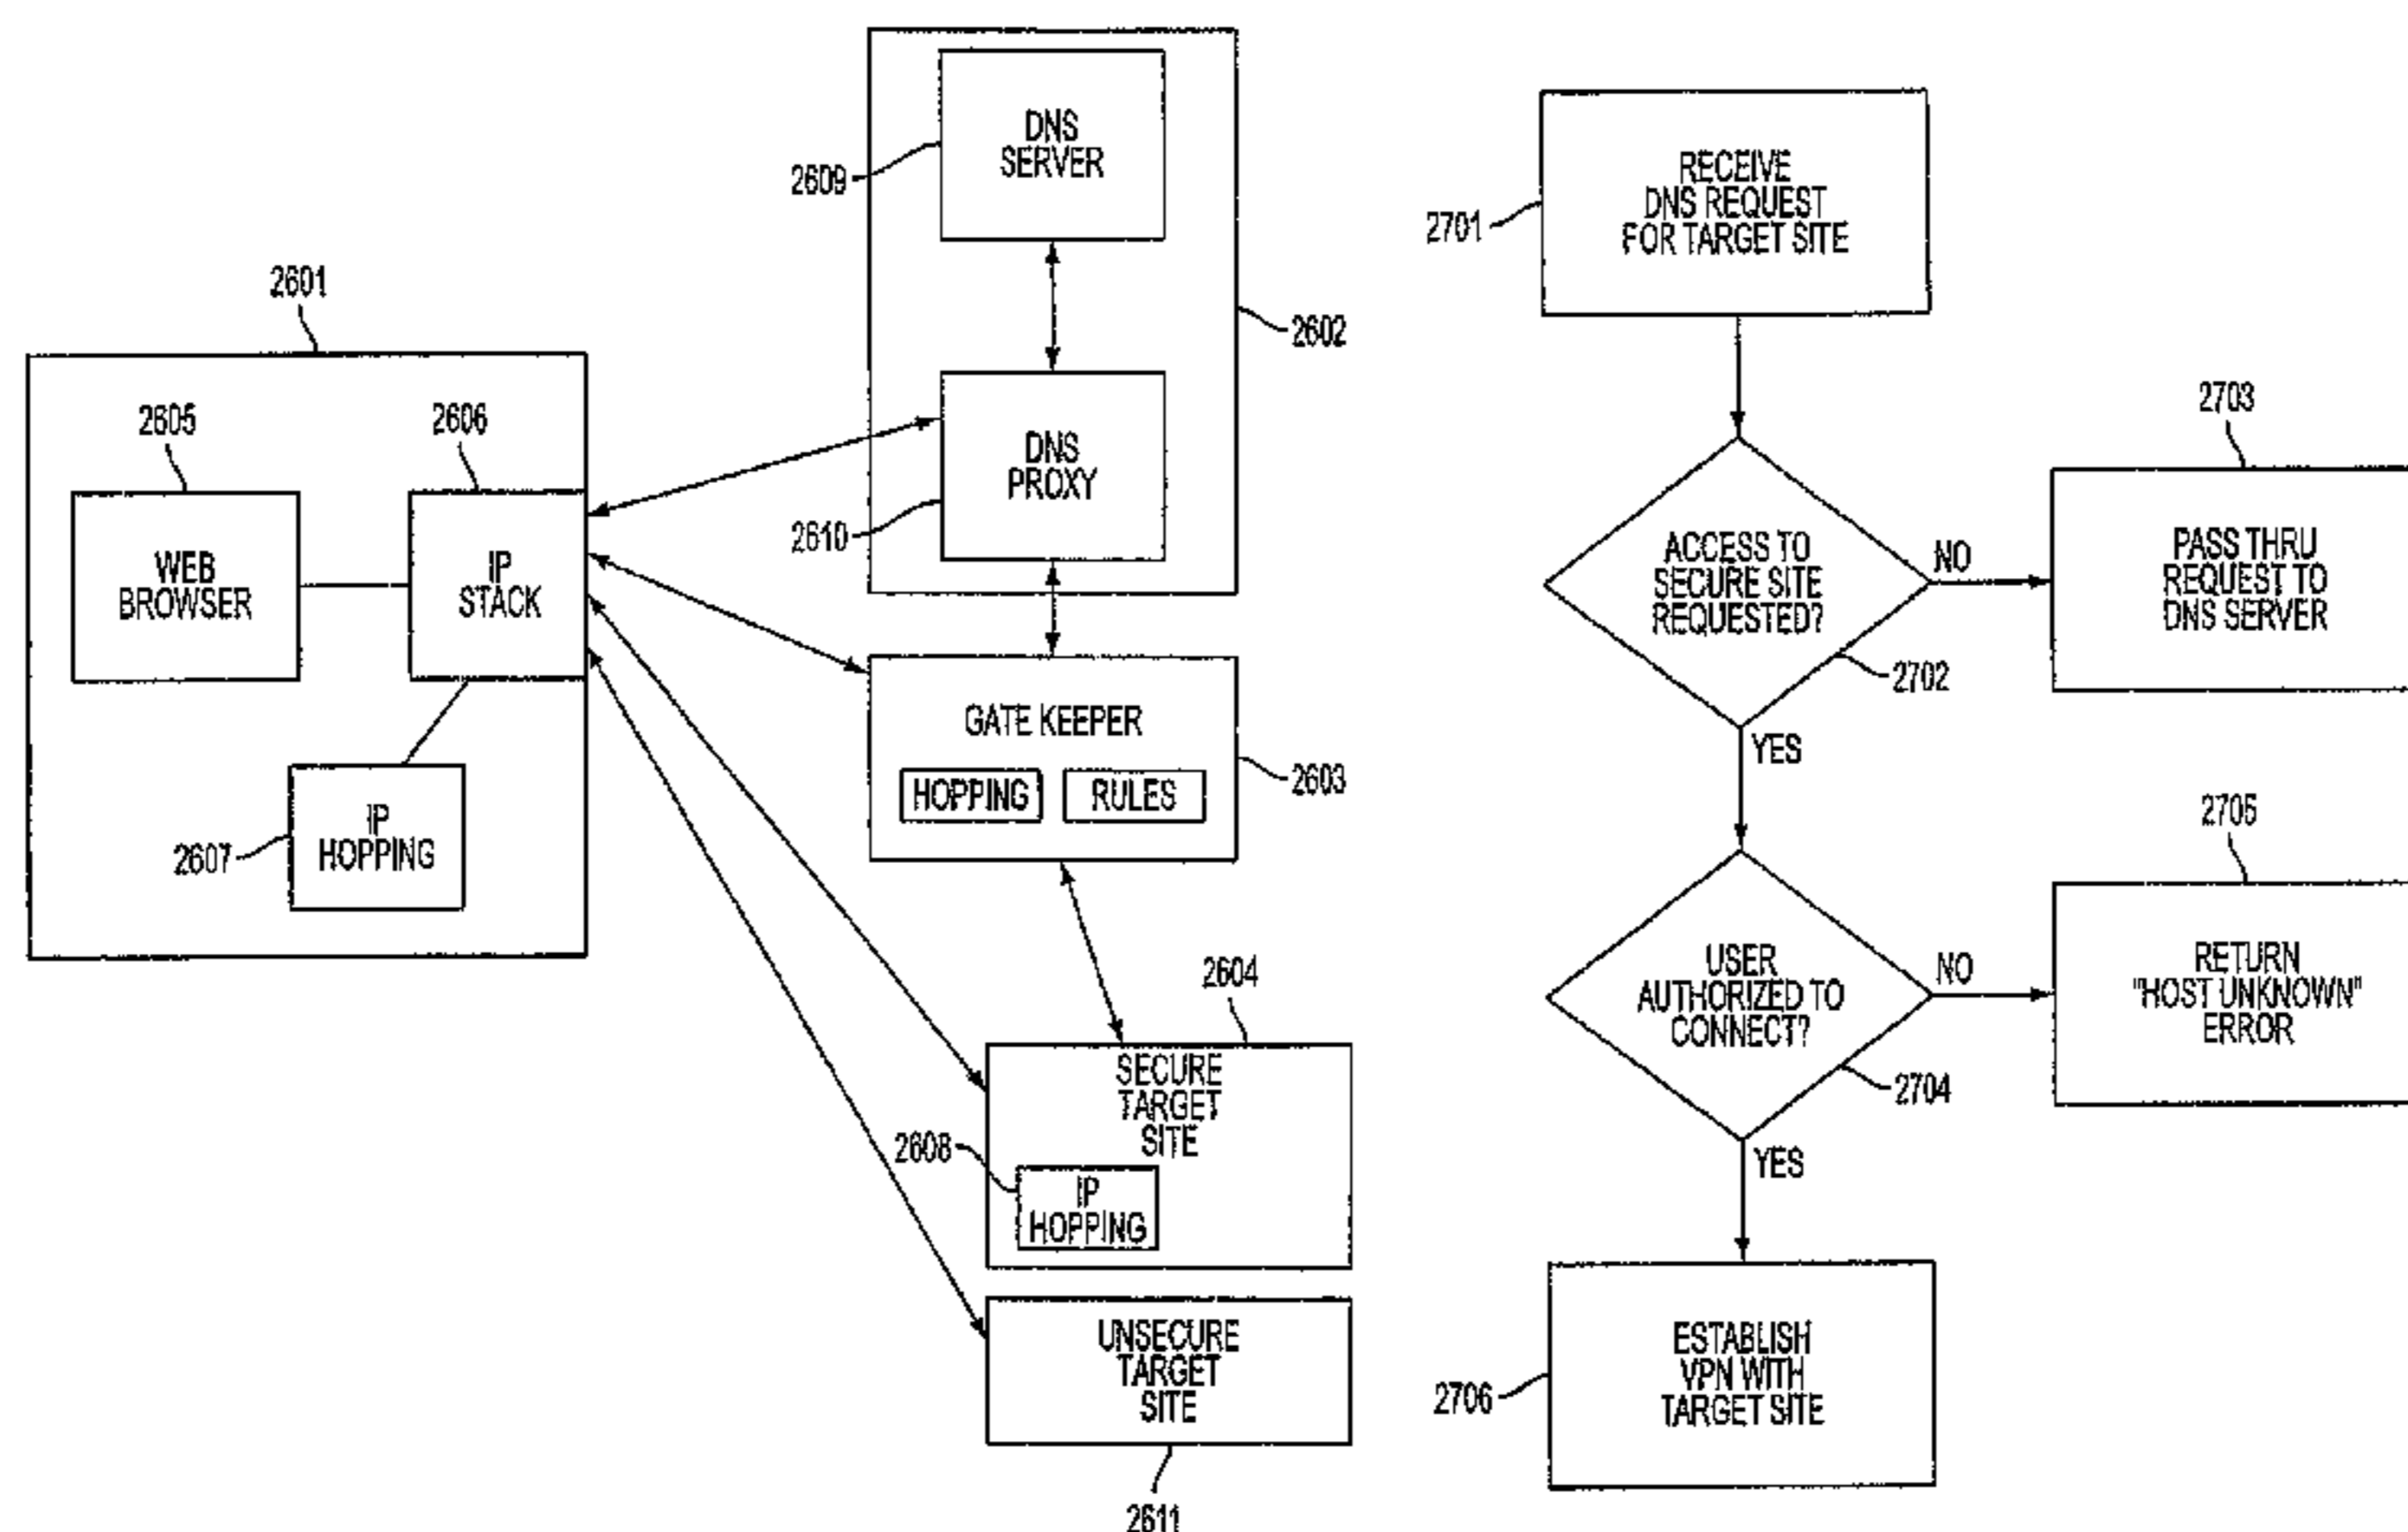 2601
2605
2606
WEB
BROWSER
IP
STACK
2607
IP
HOPPING
DNS
SERVER
2609
2602
DNS
PROXY
2610
GATE KEEPER
HOPPING
RULES
2603
2604
SECURE
TARGET
SITE
2608
IP
HOPPING
UNSECURE
TARGET
SITE
2611
RECEIVE
DNS REQUEST
FOR TARGET SITE
2701
ACCESS TO
SECURE SITE
REQUESTED?
2702
NO
2703
PASS THRU
REQUEST TO
DNS SERVER
YES
USER
AUTHORIZED TO
CONNECT?
2704
NO
2705
RETURN
"HOST UNKNOWN"
ERROR
YES
ESTABLISH
VPN WITH
TARGET SITE
2706